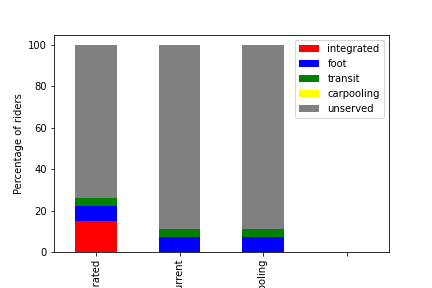 100
80
60
40
20
0
Percentage of riders
integrated
foot
transit
carpooling
unserved
rated
urrent
ooling